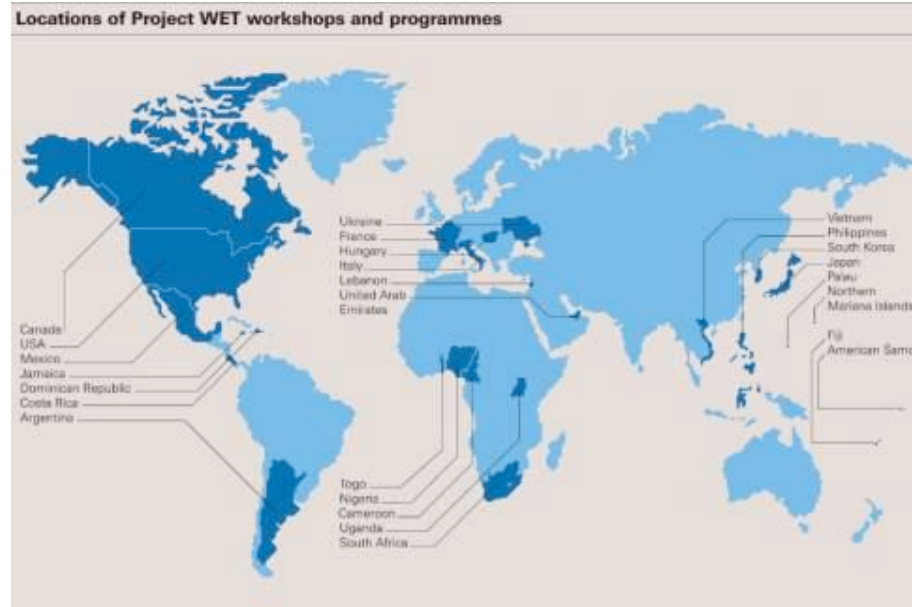 Locations of Project WET workshops and programmes
Ukraine
France
Hungary
Italy
Lebanon
United Arab
Emirates
Canada
USA
Mexico
Jamaica
Dominican Republic
Costa Rica
Argentina
Togo
Nigeria
Cameroon
Uganda
South Africa
Vietnam
Philippines
South Korea
Japan
Palau
Northern
Mariana Islands
Fiji
American Samo